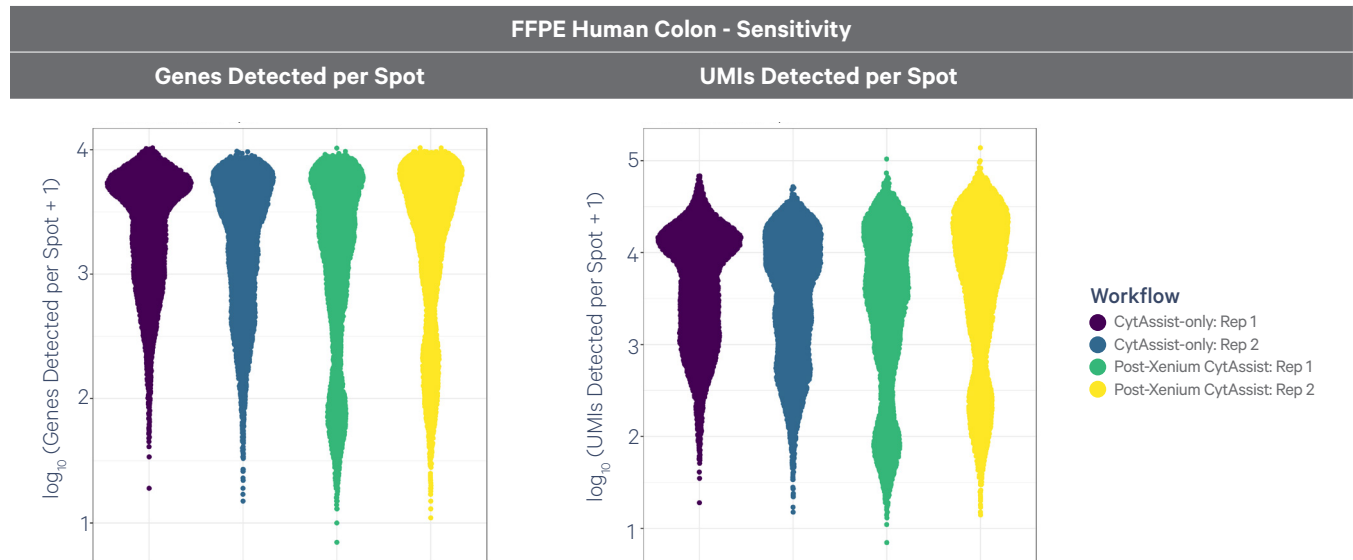 FFPE Human Colon - Sensitivity
Genes Detected per Spot
UMIs Detected per Spot
log₁₀ (Genes Detected per Spot + 1)
4
3
2
1
log₁₀ (UMIs Detected per Spot + 1)
5
4
3
2
1
Workflow
CytAssist-only: Rep 1
CytAssist-only: Rep 2
Post-Xenium CytAssist: Rep 1
Post-Xenium CytAssist: Rep 2